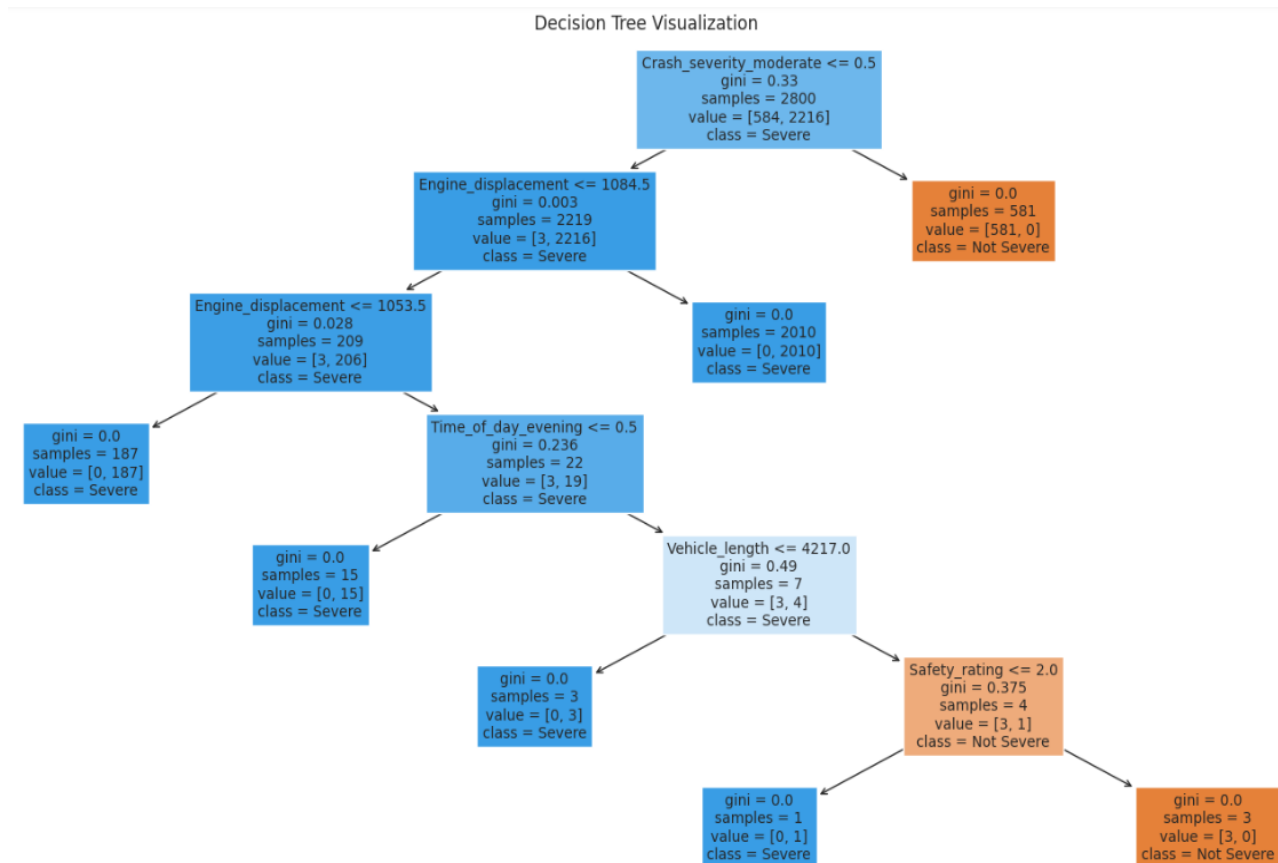 Decision Tree Visualization
Crash_severity_moderate <= 0.5
gini = 0.33
samples = 2800
value = [584, 2216]
class = Severe
Engine_displacement <= 1084.5
gini = 0.003
samples = 2219
value = [3, 2216]
class = Severe
gini = 0.0
samples = 581
value = [581, 0]
class = Not Severe
Engine_displacement <= 1053.5
gini = 0.028
samples = 209
value = [3, 206]
class = Severe
gini = 0.0
samples = 2010
value = [0, 2010]
class = Severe
gini = 0.0
samples = 187
value = [0, 187]
class = Severe
Time_of_day_evening <= 0.5
gini = 0.236
samples = 22
value = [3, 19]
class = Severe
gini = 0.0
samples = 15
value = [0, 15]
class = Severe
Vehicle_length <= 4217.0
gini = 0.49
samples = 7
value = [3, 4]
class = Severe
gini = 0.0
samples = 3
value = [0, 3]
class = Severe
Safety_rating <= 2.0
gini = 0.375
samples = 4
value = [3, 1]
class = Not Severe
gini = 0.0
samples = 1
value = [0, 1]
class = Severe
gini = 0.0
samples = 3
value = [3, 0]
class = Not Severe